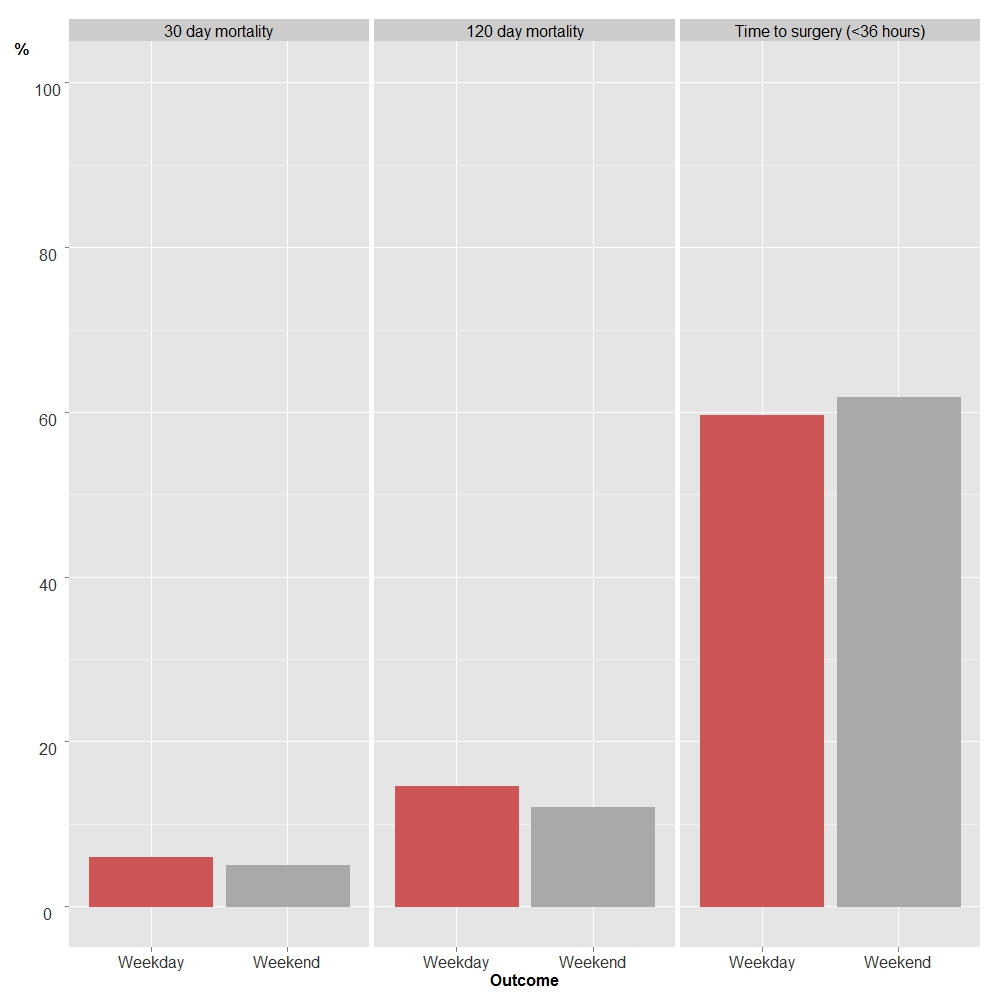 30 day mortality
120 day mortality
Time to surgery (<36 hours)
%
100
80
60
40
20
0
Weekday
Weekend
Weekday
Weekend
Weekday
Weekend
Outcome